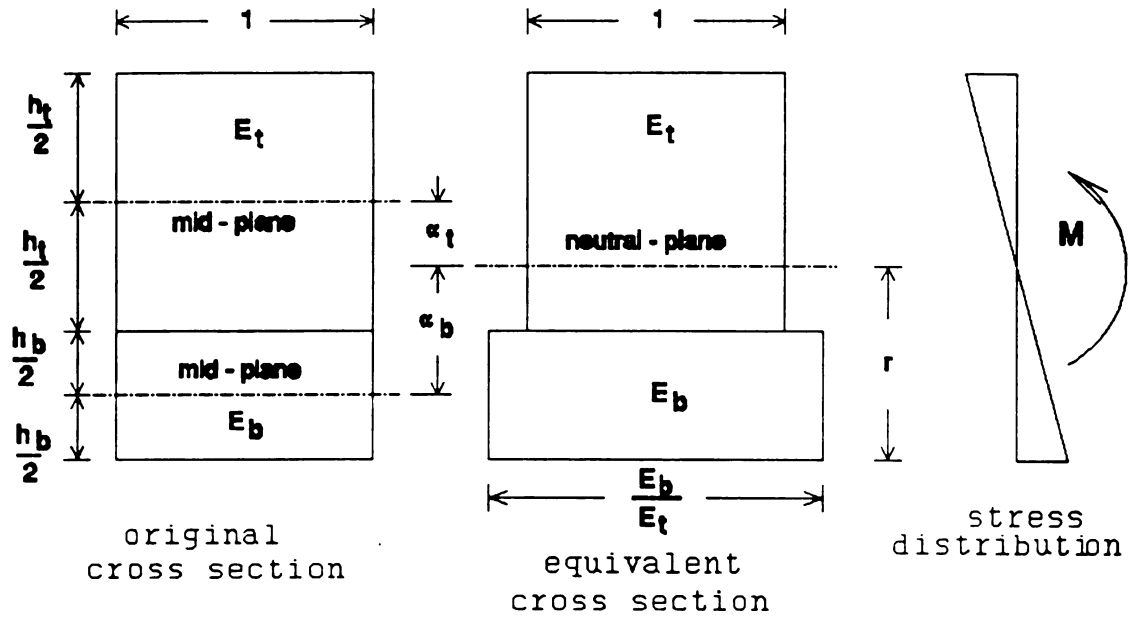 1
1
h_t
2
E_t
E_t
mid - plane
α_t
neutral - plane
M
h_t
2
α_b
h_b
2
mid - plane
r
E_b
E_b
h_b
2
E_b
E_t
original
cross section
equivalent
cross section
stress
distribution